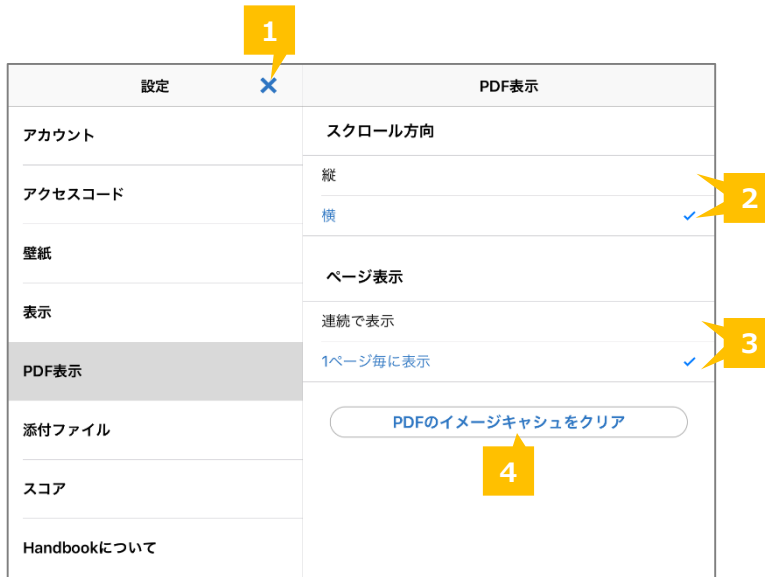 1
設定 ×
PDF表示
アカウント
アクセスコード
壁紙
表示
PDF表示
添付ファイル
スコア
Handbookについて
スクロール方向
縦
横
2
ページ表示
連続で表示
1ページ毎に表示
3
PDFのイメージキャシュをクリア
4